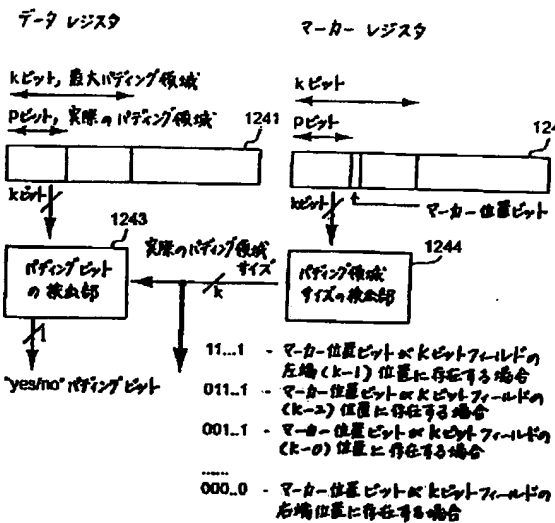 データ レジスタ
マーカー レジスタ
kビット, 最大パディング領域
kビット
pビット, 実際のパディング領域
pビット
1241
124
kビット
kビット
マーカー位置ビット
1243
1244
実際のパディング領域
サイズ
k
パディングビット
の検出部
パディング領域
サイズの検出部
1
"yes/no" パディングビット
11...1 - マーカー位置ビットがkビットフィールドの
左端(k-1)位置に存在する場合
011..1 - マーカー位置ビットがkビットフィールドの
(k-2)位置に存在する場合
001..1 - マーカー位置ビットがkビットフィールドの
(k-0)位置に存在する場合
......
000..0 - マーカー位置ビットがkビットフィールドの
右端位置に存在する場合